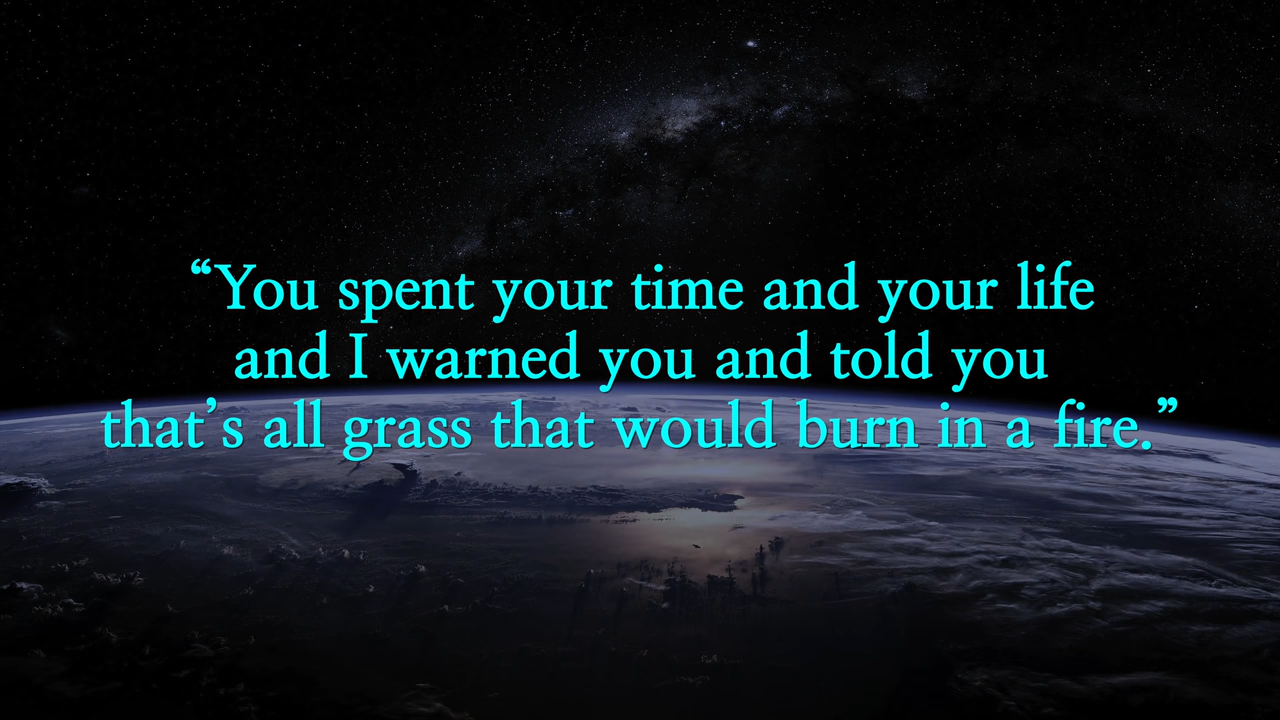 “You spent your time and your life
and I warned you and told you
that’s all grass that would burn in a fire.”